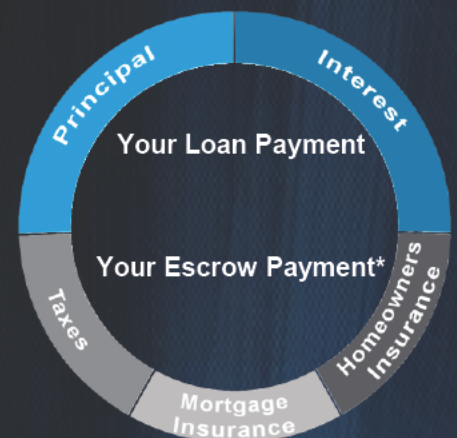 Principal
Interest
Your Loan Payment
Your Escrow Payment*
Taxes
Mortgage
Insurance
Homeowners
Insurance